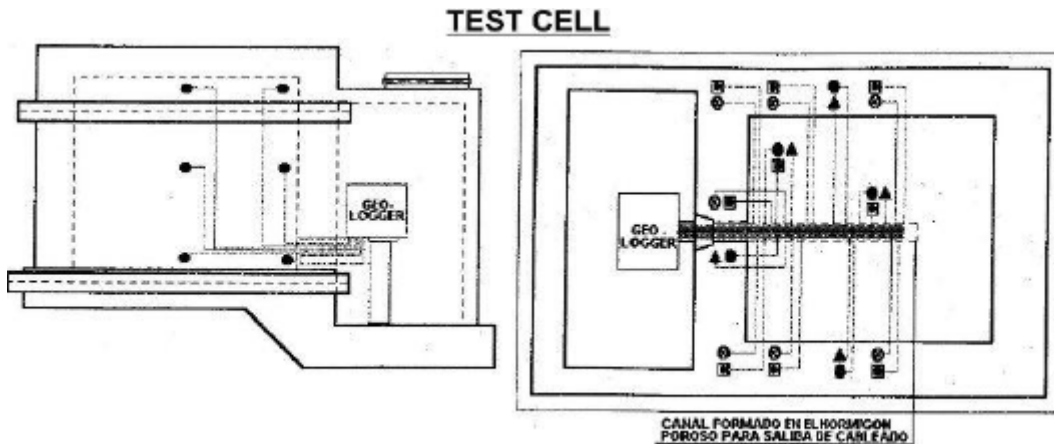 TEST CELL
GEO-
LOGGER
GEO-
LOGGER
CANAL FORMADO EN EL HORMIGON
POROSO PARA SALIDA DE CABLEADO